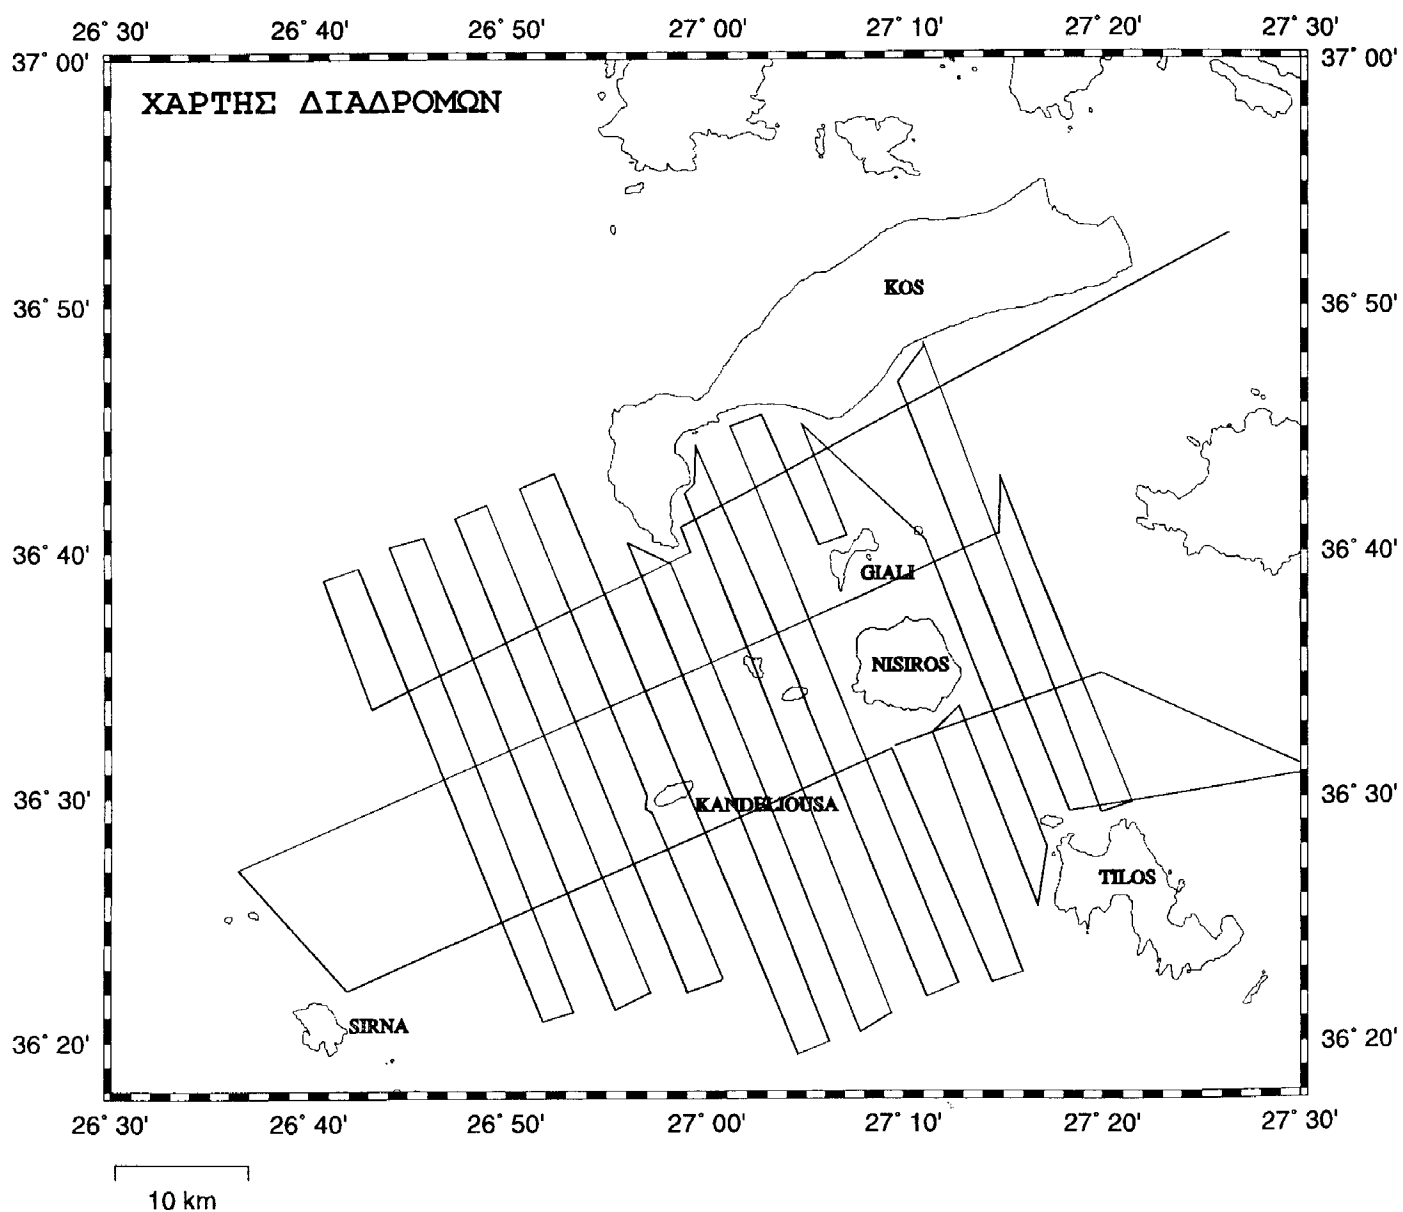 26° 30' 26° 40' 26° 50' 27° 00' 27° 10' 27° 20' 27° 30'
37° 00' 37° 00'
ΧΑΡΤΗΣ ΔΙΑΔΡΟΜΩΝ
KOS
36° 50' 36° 50'
36° 40' 36° 40'
GIALI
NISIROS
36° 30' 36° 30'
KANDELIOUSA
TILOS
SIRNA
36° 20' 36° 20'
26° 30' 26° 40' 26° 50' 27° 00' 27° 10' 27° 20' 27° 30'
10 km